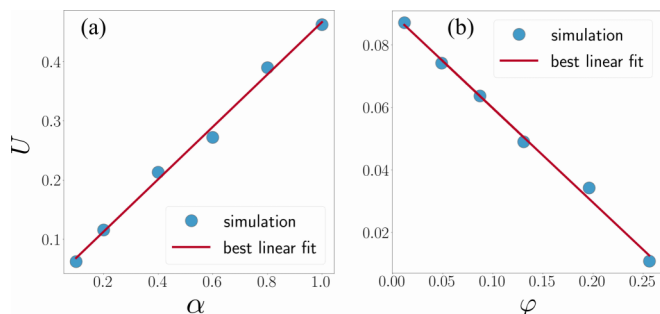 (a)
U
0.4
0.3
0.2
0.1
simulation
best linear fit
0.2 0.4 0.6 0.8 1.0
α
(b)
simulation
best linear fit
0.08
0.06
0.04
0.02
0.00 0.05 0.10 0.15 0.20 0.25
φ